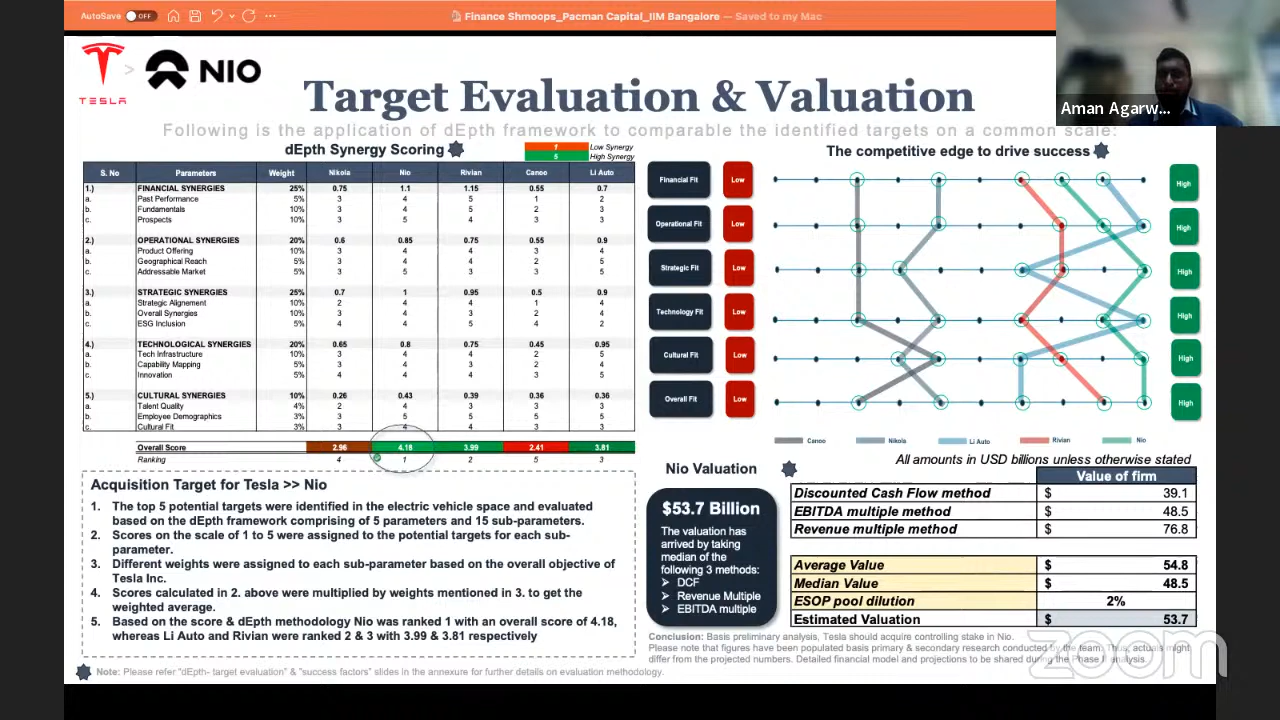 AutoSave OFF
Finance Shmoops_Pacman Capital_IIM Bangalore — Saved to my Mac
Aman Agarw...
TESLA > NIO
Target Evaluation & Valuation
Following is the application of dEpth framework to comparable the identified targets on a common scale:
dEpth Synergy Scoring
1 Low Synergy
5 High Synergy
S. No Parameters Weight Nikola Nio Rivian Canoo Li Auto
1.) FINANCIAL SYNERGIES 25% 0.75 1.1 1.15 0.55 0.7
a. Past Performance 5% 3 4 5 1 2
b. Fundamentals 10% 3 4 5 2 3
c. Prospects 10% 3 5 4 3 3
2.) OPERATIONAL SYNERGIES 20% 0.6 0.85 0.75 0.55 0.9
a. Product Offering 10% 3 4 4 3 4
b. Geographical Reach 5% 3 4 4 2 5
c. Addressable Market 5% 3 5 3 3 5
3.) STRATEGIC SYNERGIES 25% 0.7 1 0.95 0.5 0.9
a. Strategic Alignement 10% 2 4 4 1 4
b. Overall Synergies 10% 3 4 3 2 4
c. ESG Inclusion 5% 4 4 5 4 2
4.) TECHNOLOGICAL SYNERGIES 20% 0.65 0.8 0.75 0.45 0.95
a. Tech Infrastructure 10% 3 4 4 2 5
b. Capability Mapping 5% 3 4 3 2 4
c. Innovation 5% 4 4 4 3 5
5.) CULTURAL SYNERGIES 10% 0.26 0.43 0.39 0.36 0.36
a. Talent Quality 4% 2 4 3 3 3
b. Employee Demographics 3% 3 5 5 5 5
c. Cultural Fit 3% 3 4 4 3 3
Overall Score 2.96 4.18 3.99 2.41 3.81
Ranking 4 1 2 5 3
The competitive edge to drive success
Financial Fit Low High
Operational Fit Low High
Strategic Fit Low High
Technology Fit Low High
Cultural Fit Low High
Overall Fit Low High
Canoo Nikola Li Auto Rivian Nio
Acquisition Target for Tesla >> Nio
1. The top 5 potential targets were identified in the electric vehicle space and evaluated
based on the dEpth framework comprising of 5 parameters and 15 sub-parameters.
2. Scores on the scale of 1 to 5 were assigned to the potential targets for each sub-
parameter.
3. Different weights were assigned to each sub-parameter based on the overall objective of
Tesla Inc.
4. Scores calculated in 2. above were multiplied by weights mentioned in 3. to get the
weighted average.
5. Based on the score & dEpth methodology Nio was ranked 1 with an overall score of 4.18,
whereas Li Auto and Rivian were ranked 2 & 3 with 3.99 & 3.81 respectively
Nio Valuation
$53.7 Billion
The valuation has
arrived by taking
median of the
following 3 methods:
➢ DCF
➢ Revenue Multiple
➢ EBITDA multiple
All amounts in USD billions unless otherwise stated
Value of firm
Discounted Cash Flow method $ 39.1
EBITDA multiple method $ 48.5
Revenue multiple method $ 76.8
Average Value $ 54.8
Median Value $ 48.5
ESOP pool dilution 2%
Estimated Valuation $ 53.7
Conclusion: Basis preliminary analysis, Tesla should acquire controlling stake in Nio.
Please note that figures have been populated basis primary & secondary research conducted by the team. Thus, actuals might
differ from the projected numbers. Detailed financial model and projections to be shared during the Phase II analysis.
Note: Please refer "dEpth- target evaluation" & "success factors" slides in the annexure for further details on evaluation methodology.
zoom